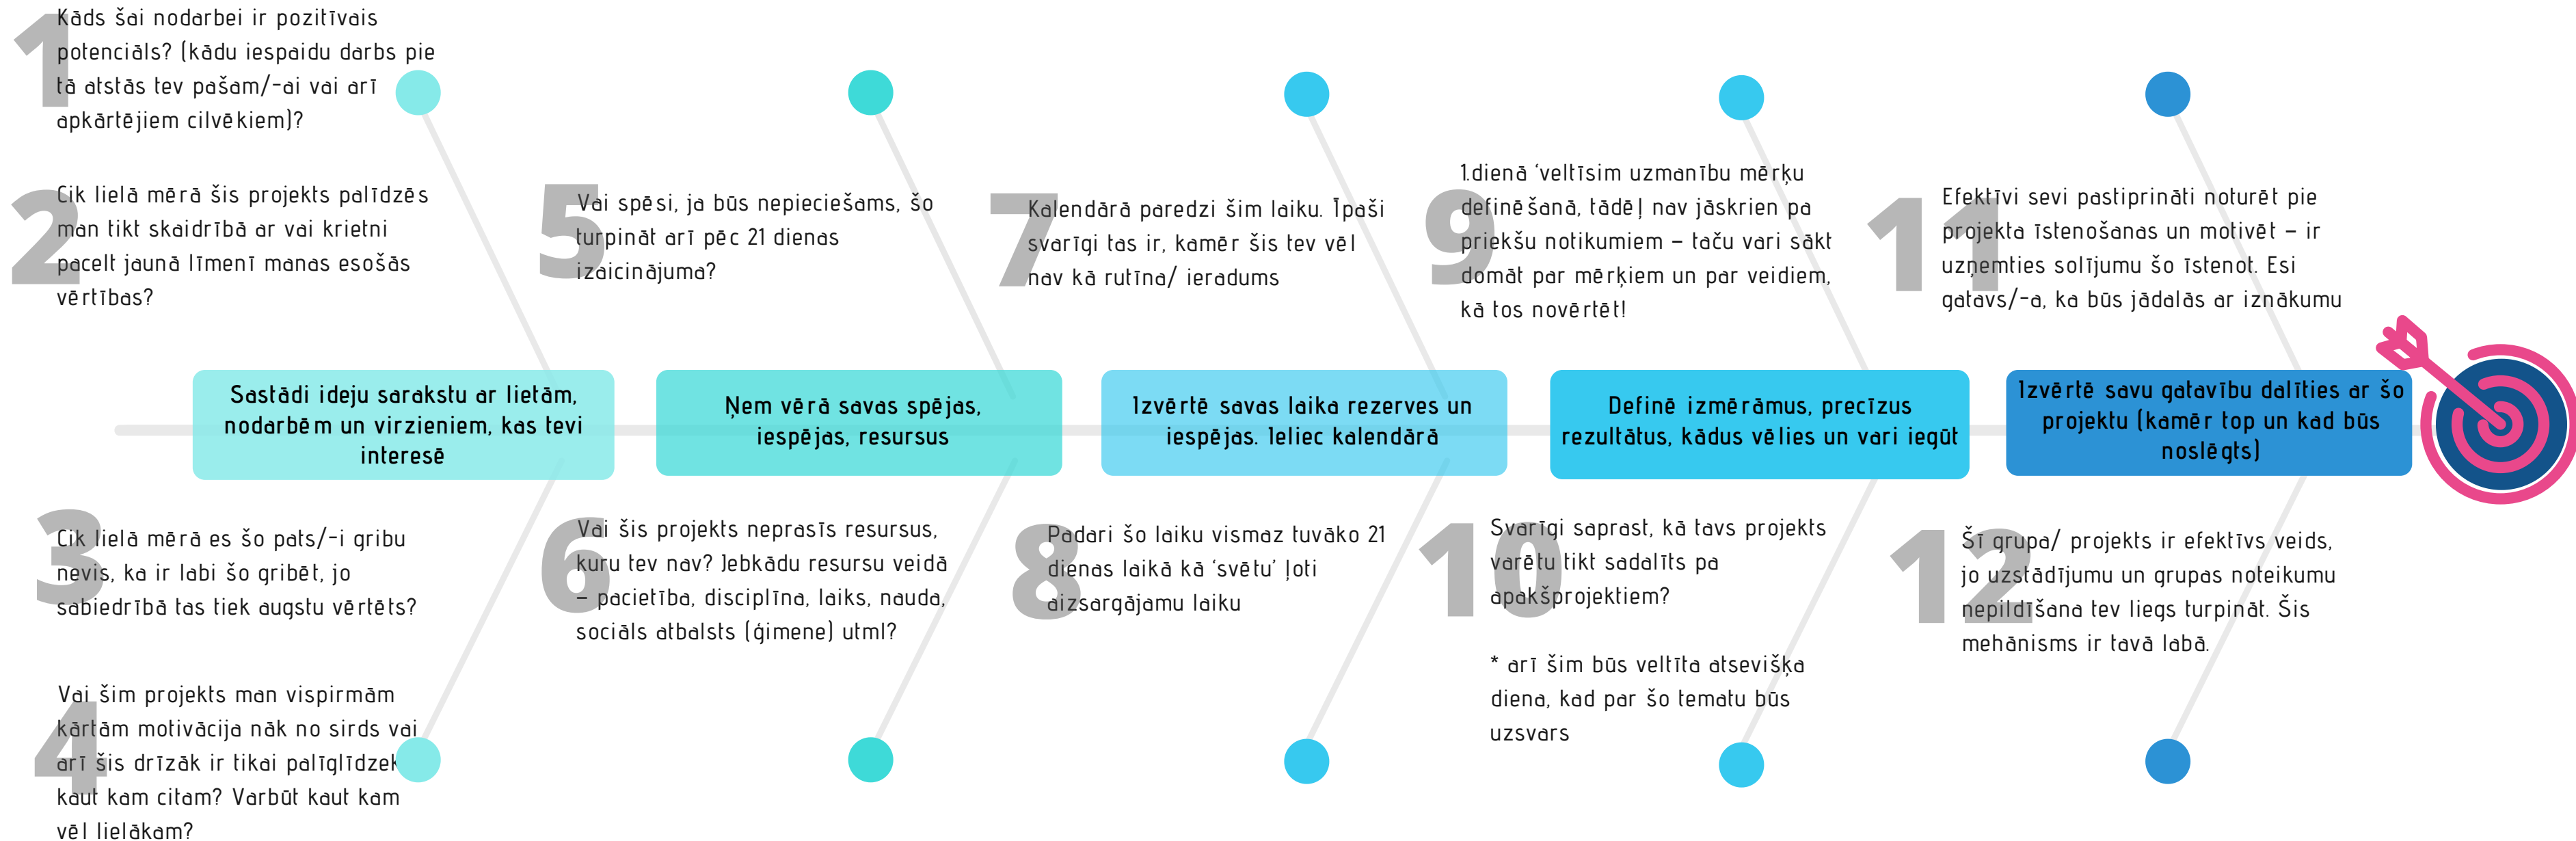 1
Kāds šai nodarbei ir pozitīvais
potenciāls? (kādu iespaidu darbs pie
tā atstās tev pašam/-ai vai arī
apkārtējiem cilvēkiem)?
2
Cik lielā mērā šis projekts palīdzēs
man tikt skaidrībā ar vai krietni
pacelt jaunā līmenī manas esošās
vērtības?
Sastādi ideju sarakstu ar lietām,
nodarbēm un virzieniem, kas tevi
interesē
3
Cik lielā mērā es šo pats/-i gribu
nevis, ka ir labi šo gribēt, jo
sabiedrībā tas tiek augstu vērtēts?
4
Vai šim projekts man vispirmām
kārtām motivācija nāk no sirds vai
arī šis drīzāk ir tikai palīglīdzek
kaut kam citam? Varbūt kaut kam
vēl lielākam?
5
Vai spēsi, ja būs nepieciešams, šo
turpināt arī pēc 21 dienas
izaicinājuma?
Ņem vērā savas spējas,
iespējas, resursus
6
Vai šis projekts neprasīs resursus,
kuru tev nav? Jebkādu resursu veidā
– pacietība, disciplīna, laiks, nauda,
sociāls atbalsts (ģimene) utml?
7
Kalendārā paredzi šim laiku. Īpaši
svarīgi tas ir, kamēr šis tev vēl
nav kā rutīna/ ieradums
Izvērtē savas laika rezerves un
iespējas. Ieliec kalendārā
8
Padari šo laiku vismaz tuvāko 21
dienas laikā kā ‘svētu’ ļoti
aizsargājamu laiku
9
1.dienā ‘veltīsim uzmanību mērķu
definēšanā, tādēļ nav jāskrien pa
priekšu notikumiem – taču vari sākt
domāt par mērķiem un par veidiem,
kā tos novērtēt!
Definē izmērāmus, precīzus
rezultātus, kādus vēlies un vari iegūt
10
Svarīgi saprast, kā tavs projekts
varētu tikt sadalīts pa
apakšprojektiem?
* arī šim būs veltīta atsevišķa
diena, kad par šo tematu būs
uzsvars
11
Efektīvi sevi pastiprināti noturēt pie
projekta īstenošanas un motivēt – ir
uzņemties solījumu šo īstenot. Esi
gatavs/-a, ka būs jādalās ar iznākumu
Izvērtē savu gatavību dalīties ar šo
projektu (kamēr top un kad būs
noslēgts)
12
Šī grupa/ projekts ir efektīvs veids,
jo uzstādījumu un grupas noteikumu
nepildīšana tev liegs turpināt. Šis
mehānisms ir tavā labā.